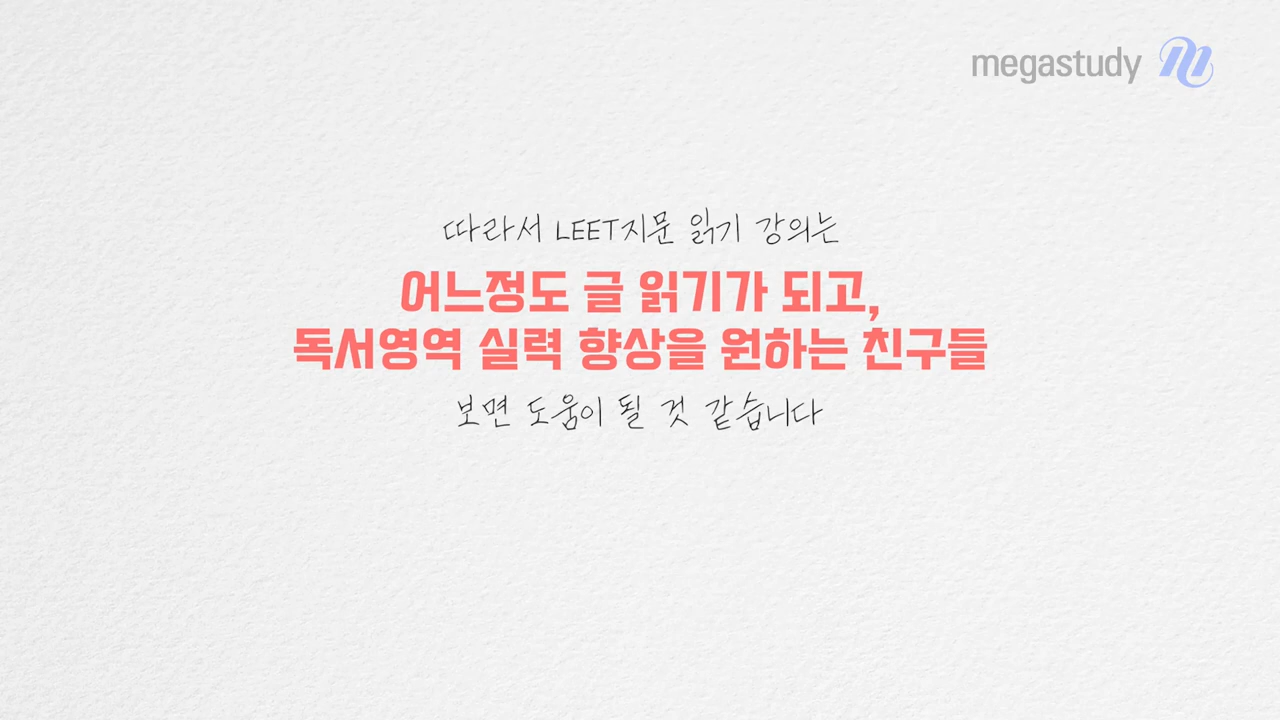 megastudy
따라서 LEET지문 읽기 강의는
어느정도 글 읽기가 되고,
독서영역 실력 향상을 원하는 친구들
보면 도움이 될 것 같습니다